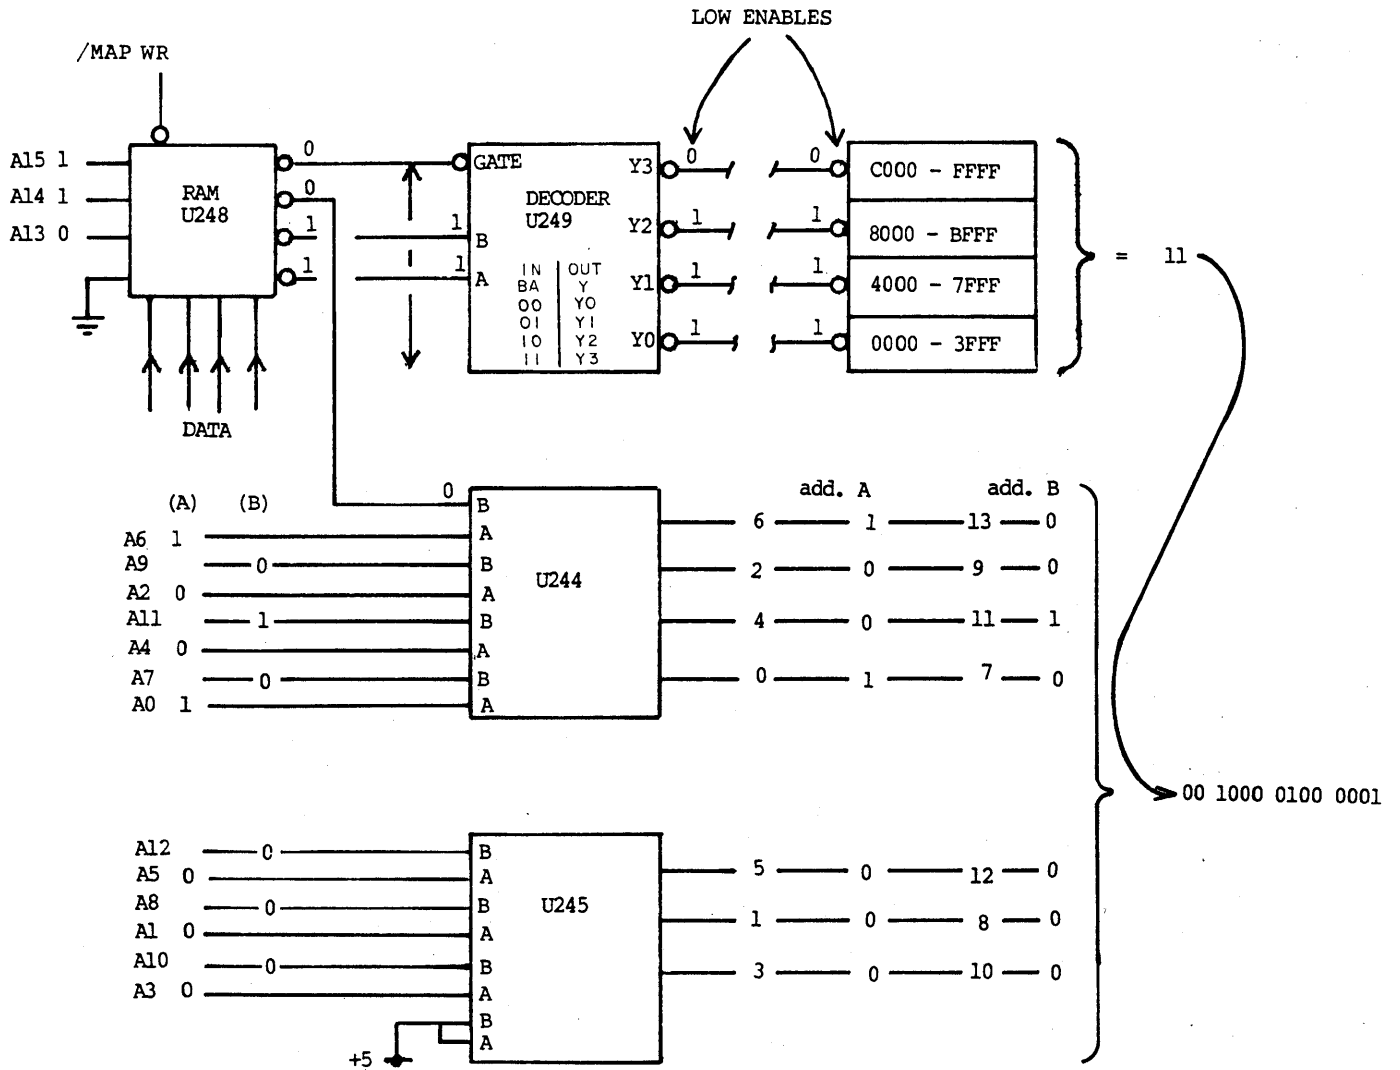 LOW ENABLES
/MAP WR
A15 1
A14 1
A13 0
RAM
U248
0
0
1
1
DATA
GATE
1 B
1 A
DECODER
U249
IN OUT
BA Y
00 Y0
01 Y1
10 Y2
11 Y3
Y3 0 0 C000 - FFFF
Y2 1 1 8000 - BFFF
Y1 1 1 4000 - 7FFF
Y0 1 1 0000 - 3FFF
= 11
(A) (B)
0 B
A6 1 A
A9 0 B
A2 0 A
A11 1 B
A4 0 A
A7 0 B
A0 1 A
U244
add. A add. B
6 1 13 0
2 0 9 0
4 0 11 1
0 1 7 0
00 1000 0100 0001
A12 0 B
A5 0 A
A8 0 B
A1 0 A
A10 0 B
A3 0 A
B
A
+5
U245
5 0 12 0
1 0 8 0
3 0 10 0